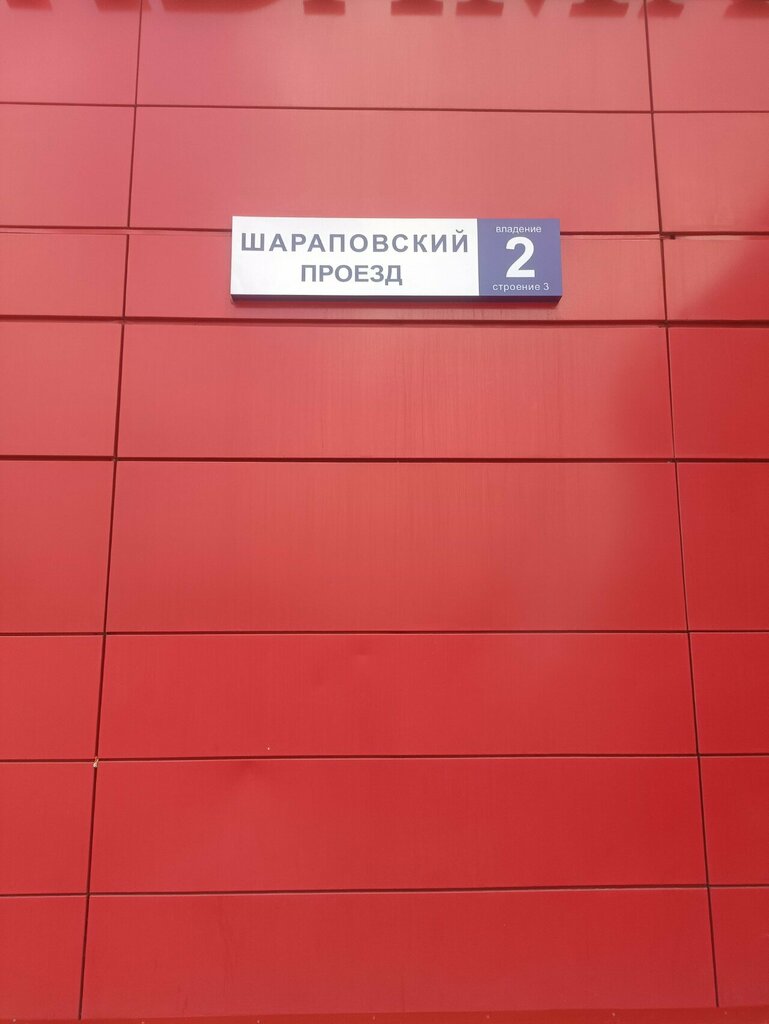 ШАРАПОВСКИЙ
ПРОЕЗД
владение
2
строение 3